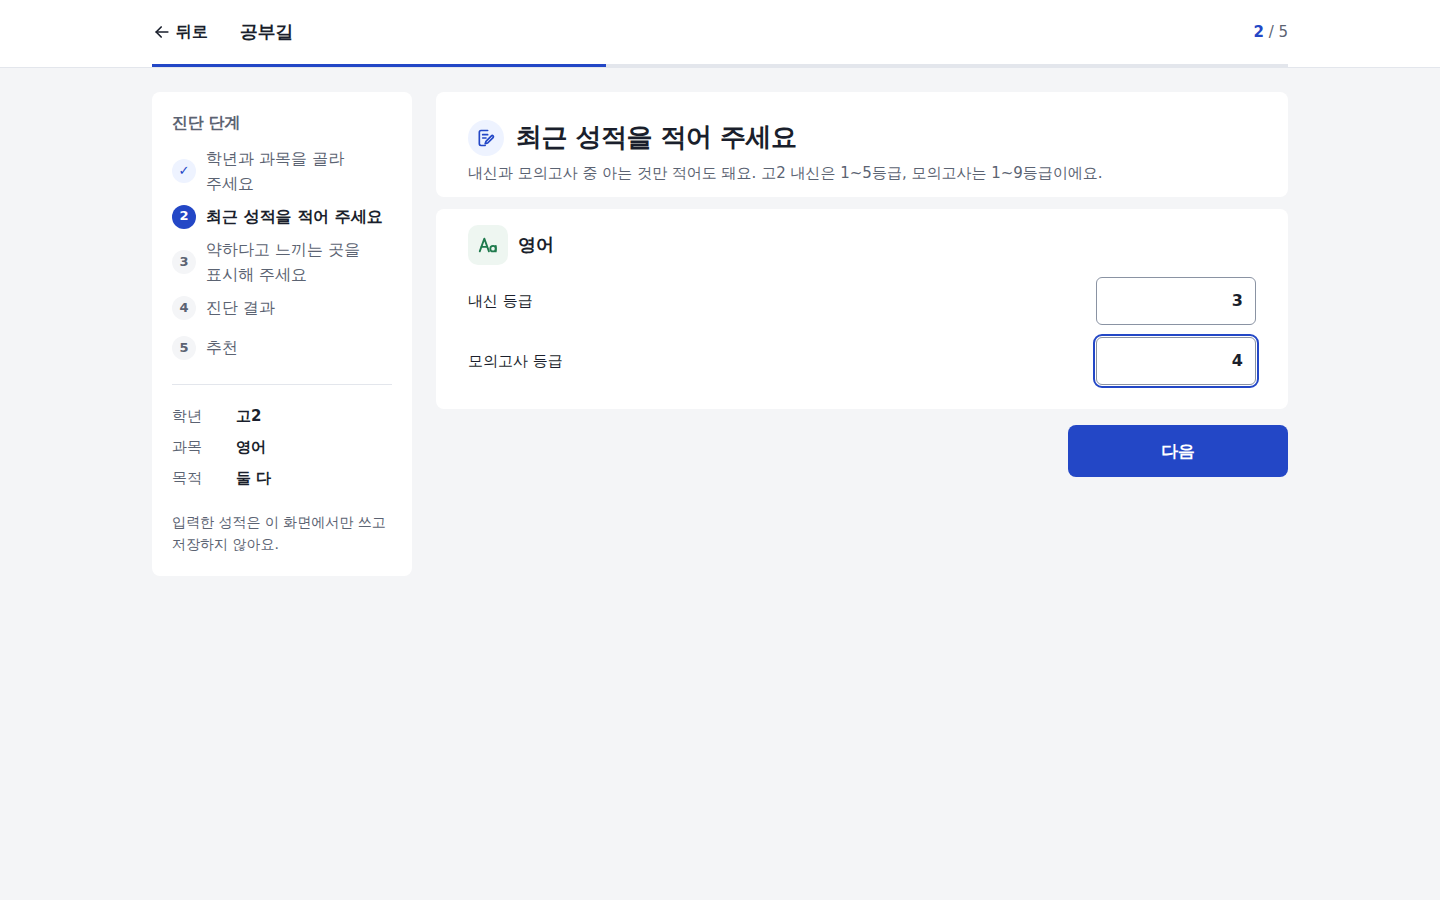 뒤로
공부길
2 / 5
진단 단계
✓ 학년과 과목을 골라
주세요
2 최근 성적을 적어 주세요
3 약하다고 느끼는 곳을
표시해 주세요
4 진단 결과
5 추천
학년 고2
과목 영어
목적 둘 다
입력한 성적은 이 화면에서만 쓰고
저장하지 않아요.
최근 성적을 적어 주세요
내신과 모의고사 중 아는 것만 적어도 돼요. 고2 내신은 1~5등급, 모의고사는 1~9등급이에요.
Aa 영어
내신 등급 3
모의고사 등급 4
다음